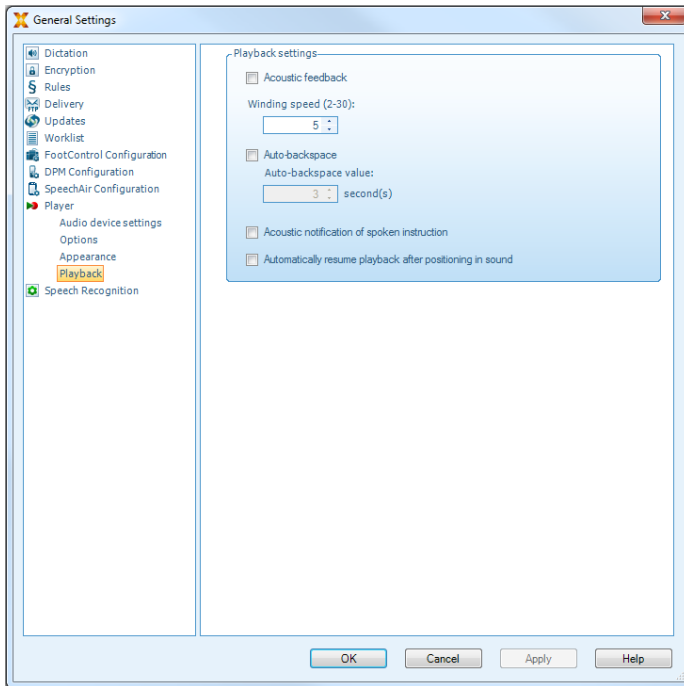 General Settings
Dictation
Encryption
Rules
Delivery
Updates
Worklist
FootControl Configuration
DPM Configuration
SpeechAir Configuration
Player
Audio device settings
Options
Appearance
Playback
Speech Recognition
Playback settings
Acoustic feedback
Winding speed (2-30):
5
Auto-backspace
Auto-backspace value:
3 second(s)
Acoustic notification of spoken instruction
Automatically resume playback after positioning in sound
OK Cancel Apply Help